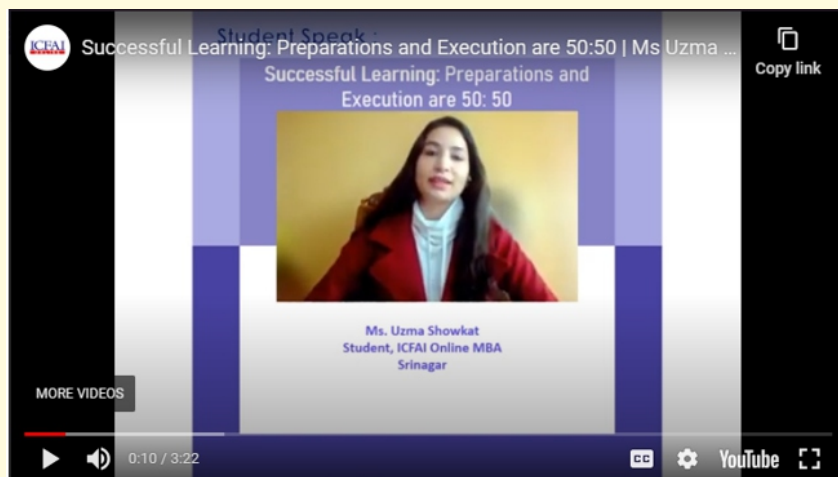 Student Speak :
ICFAI
ONLINE
Successful Learning: Preparations and Execution are 50:50 | Ms Uzma ...
Copy link
Successful Learning: Preparations and
Execution are 50: 50
Ms. Uzma Showkat
Student, ICFAI Online MBA
Srinagar
MORE VIDEOS
0:10 / 3:22
CC
YouTube